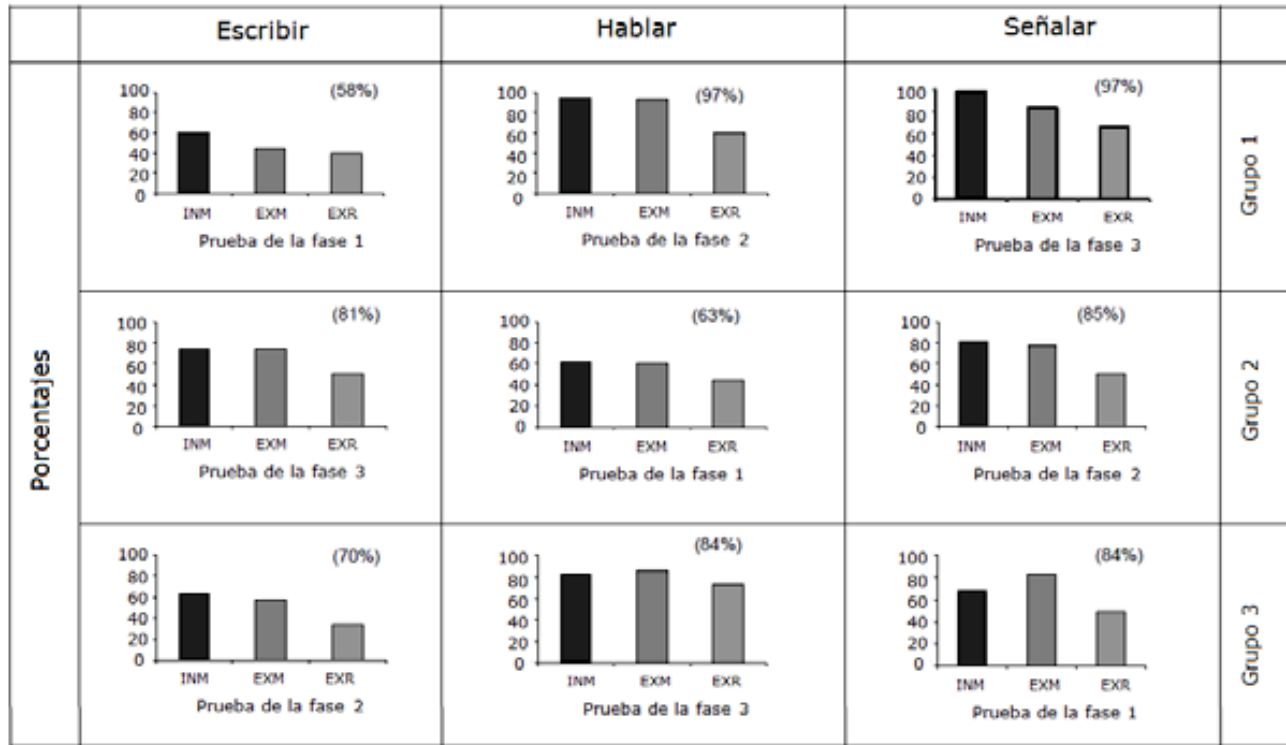 Escribir Hablar Señalar
Porcentajes
(58%)
100
80
60
40
20
0
INM EXM EXR
Prueba de la fase 1
(97%)
100
80
60
40
20
0
INM EXM EXR
Prueba de la fase 2
(97%)
100
80
60
40
20
0
INM EXM EXR
Prueba de la fase 3
Grupo 1
(81%)
100
80
60
40
20
0
INM EXM EXR
Prueba de la fase 3
(63%)
100
80
60
40
20
0
INM EXM EXR
Prueba de la fase 1
(85%)
100
80
60
40
20
0
INM EXM EXR
Prueba de la fase 2
Grupo 2
(70%)
100
80
60
40
20
0
INM EXM EXR
Prueba de la fase 2
(84%)
100
80
60
40
20
0
INM EXM EXR
Prueba de la fase 3
(84%)
100
80
60
40
20
0
INM EXM EXR
Prueba de la fase 1
Grupo 3